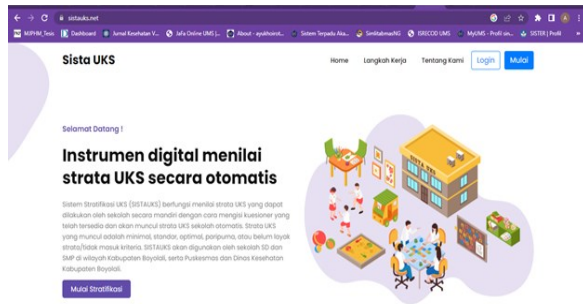 sistauks.net
MJPHM_Tesis Dashboard Jurnal Kesehatan V... Jafa Online UMS |... About - ayukhoirot... Sistem Terpadu Aka... SimlitabmasNG ISRECOD UMS MyUMS - Profil sin... SISTER | Profil
Sista UKS Home Langkah Kerja Tentang Kami Login Mulai
Selamat Datang !
Instrumen digital menilai
strata UKS secara otomatis
Sistem Stratifikasi UKS (SISTAUKS) berfungsi menilai strata UKS yang dapat
dilakukan oleh sekolah secara mandiri dengan cara mengisi kuesioner yang
telah tersedia dan akan muncul strata UKS sekolah otomatis. Strata UKS
yang muncul adalah minimal, standar, optimal, paripurna, atau belum layak
strata/tidak masuk kriteria. SISTAUKS akan digunakan oleh sekolah SD dan
SMP di wilayah Kabupaten Boyolali, serta Puskesmas dan Dinas Kesehatan
Kabupaten Boyolali.
Mulai Stratifikasi
SISTA UKS